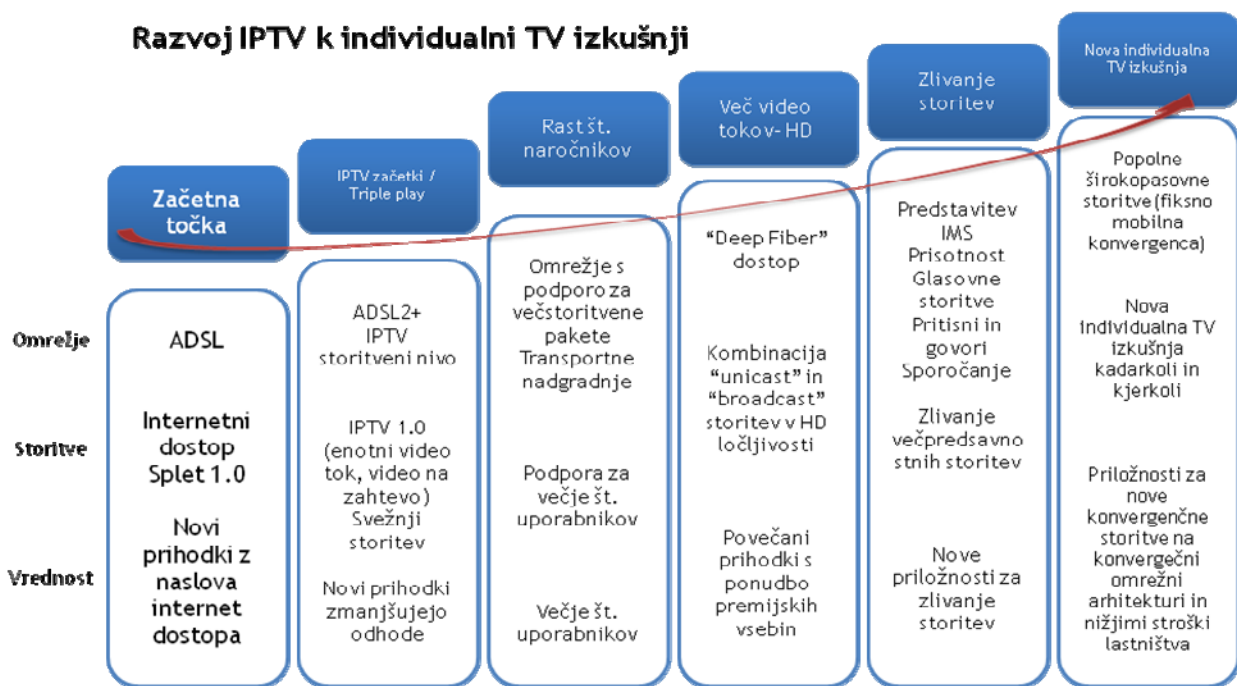 Razvoj IPTV k individualni TV izkušnji
Začetna
točka
IPTV začetki /
Triple play
Rast št.
naročnikov
Več video
tokov- HD
Zlivanje
storitev
Nova individualna
TV izkušnja
Omrežje
Storitve
Vrednost
ADSL
Internetni
dostop
Splet 1.0
Novi
prihodki z
naslova
internet
dostopa
ADSL2+
IPTV
storitveni nivo
IPTV 1.0
(enotni video
tok, video na
zahtevo)
Svežnji
storitev
Novi prihodki
zmanjšujejo
odhode
Omrežje s
podporo za
večstoritvene
pakete
Transportne
nadgradnje
Podpora za
večje št.
uporabnikov
Večje št.
uporabnikov
“Deep Fiber”
dostop
Kombinacija
“unicast” in
“broadcast”
storitev v HD
ločljivosti
Povečani
prihodki s
ponudbo
premijskih
vsebin
Predstavitev
IMS
Prisotnost
Glasovne
storitve
Pritisni in
govori
Sporočanje
Zlivanje
večpredsavno
stnih storitev
Nove
priložnosti za
zlivanje
storitev
Popolne
širokopasovne
storitve (fiksno
mobilna
konvergenca)
Nova
individualna TV
izkušnja
kadarkoli in
kjerkoli
Priložnosti za
nove
konvergenčne
storitve na
konvergečni
omrežni
arhitekturi in
nižjimi stroški
lastništva